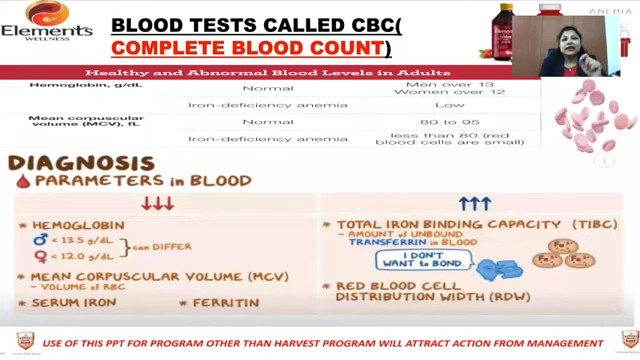 Elements
WELLNESS
BLOOD TESTS CALLED CBC(
COMPLETE BLOOD COUNT)
ANEMIA
Healthy and Abnormal Blood Levels in Adults
Hemoglobin, g/dL
Normal
Men over 13
Women over 12
Iron-deficiency anemia
Low
Mean corpuscular
volume (MCV), fL
Normal
80 to 95
Iron-deficiency anemia
less than 80 (red
blood cells are small)
DIAGNOSIS
PARAMETERS in BLOOD
↓↓↓
* HEMOGLOBIN
♂ < 13.5 g/dL
♀ < 12.0 g/dL
can DIFFER
* MEAN CORPUSCULAR VOLUME (MCV)
- VOLUME of RBC
* SERUM IRON
* FERRITIN
↑↑↑
* TOTAL IRON BINDING CAPACITY (TIBC)
- AMOUNT of UNBOUND
TRANSFERRIN in BLOOD
I DON'T
WANT to BOND.
* RED BLOOD CELL
DISTRIBUTION WIDTH (RDW)
USE OF THIS PPT FOR PROGRAM OTHER THAN HARVEST PROGRAM WILL ATTRACT ACTION FROM MANAGEMENT